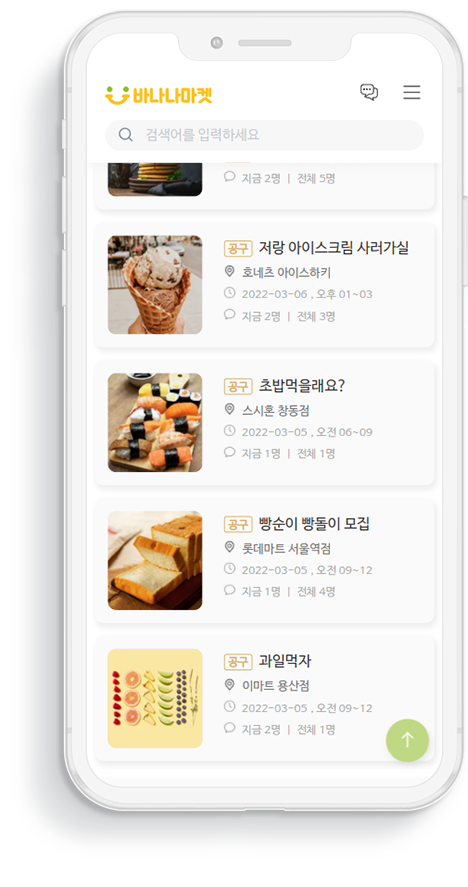 바나나마켓
검색어를 입력하세요
지금 2명 | 전체 5명
공구 저랑 아이스크림 사러가실
호네츠 아이스하키
2022-03-06 , 오후 01~03
지금 2명 | 전체 3명
공구 초밥먹을래요?
스시혼 창동점
2022-03-05 , 오전 06~09
지금 1명 | 전체 1명
공구 빵순이 빵돌이 모집
롯데마트 서울역점
2022-03-05 , 오전 09~12
지금 1명 | 전체 4명
공구 과일먹자
이마트 용산점
2022-03-05 , 오전 09~12
지금 2명 | 전체 1명